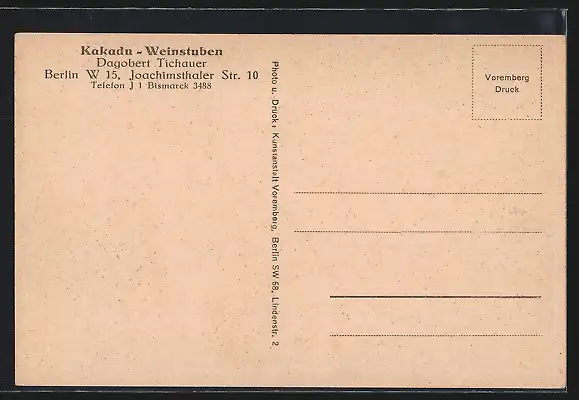 Kakadu - Weinstuben
Dagobert Tichauer
Berlin W 15, Joachimsthaler Str. 10
Telefon J 1 Bismarck 3488
Photo u. Druck: Kunstanstalt Voremberg, Berlin SW 68, Lindenstr. 2
Voremberg
Druck